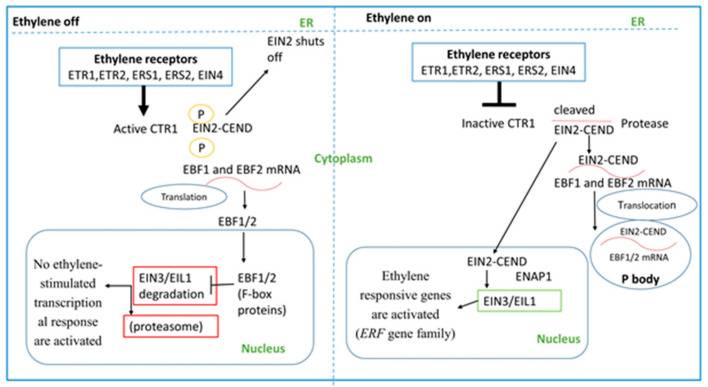 Ethylene off
ER
EIN2 shuts
off
Ethylene receptors
ETR1,ETR2, ERS1, ERS2, EIN4
P
Active CTR1
EIN2-CEND
P
Cytoplasm
EBF1 and EBF2 mRNA
Translation
EBF1/2
No ethylene-
stimulated
transcription
al response
are activated
EIN3/EIL1
degradation
(proteasome)
EBF1/2
(F-box
proteins)
Nucleus
Ethylene on
ER
Ethylene receptors
ETR1,ETR2, ERS1, ERS2, EIN4
Inactive CTR1
cleaved
EIN2-CEND
Protease
EIN2-CEND
EBF1 and EBF2 mRNA
Translocation
EIN2-CEND
EBF1/2 mRNA
P body
EIN2-CEND
ENAP1
EIN3/EIL1
Ethylene
responsive genes
are activated
(ERF gene family)
Nucleus